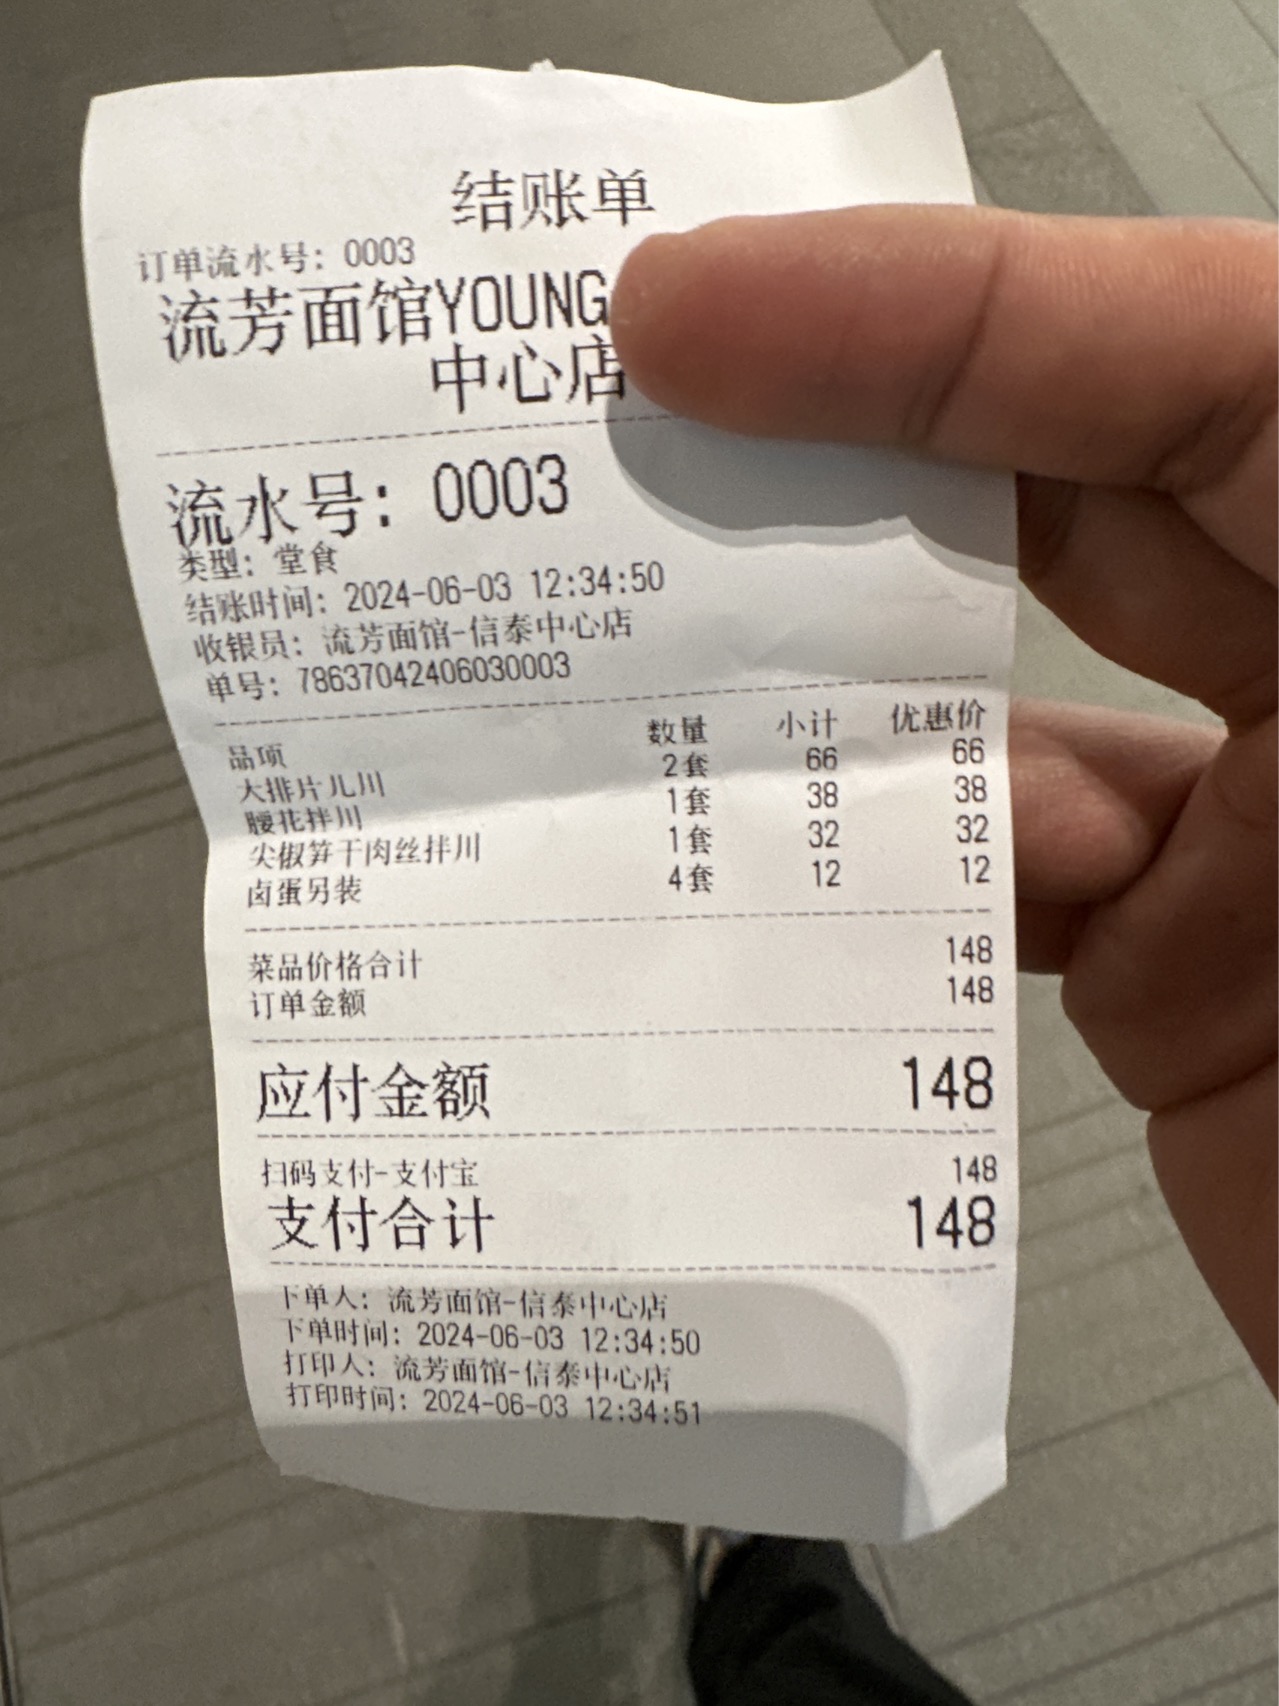 结账单
订单流水号: 0003
流芳面馆YOUNG
中心店
流水号: 0003
类型: 堂食
结账时间: 2024-06-03 12:34:50
收银员: 流芳面馆-信泰中心店
单号: 78637042406030003
品项 数量 小计 优惠价
大排片儿川 2套 66 66
腰花拌川 1套 38 38
尖椒笋干肉丝拌川 1套 32 32
卤蛋另装 4套 12 12
菜品价格合计 148
订单金额 148
应付金额 148
扫码支付-支付宝 148
支付合计 148
下单人: 流芳面馆-信泰中心店
下单时间: 2024-06-03 12:34:50
打印人: 流芳面馆-信泰中心店
打印时间: 2024-06-03 12:34:51